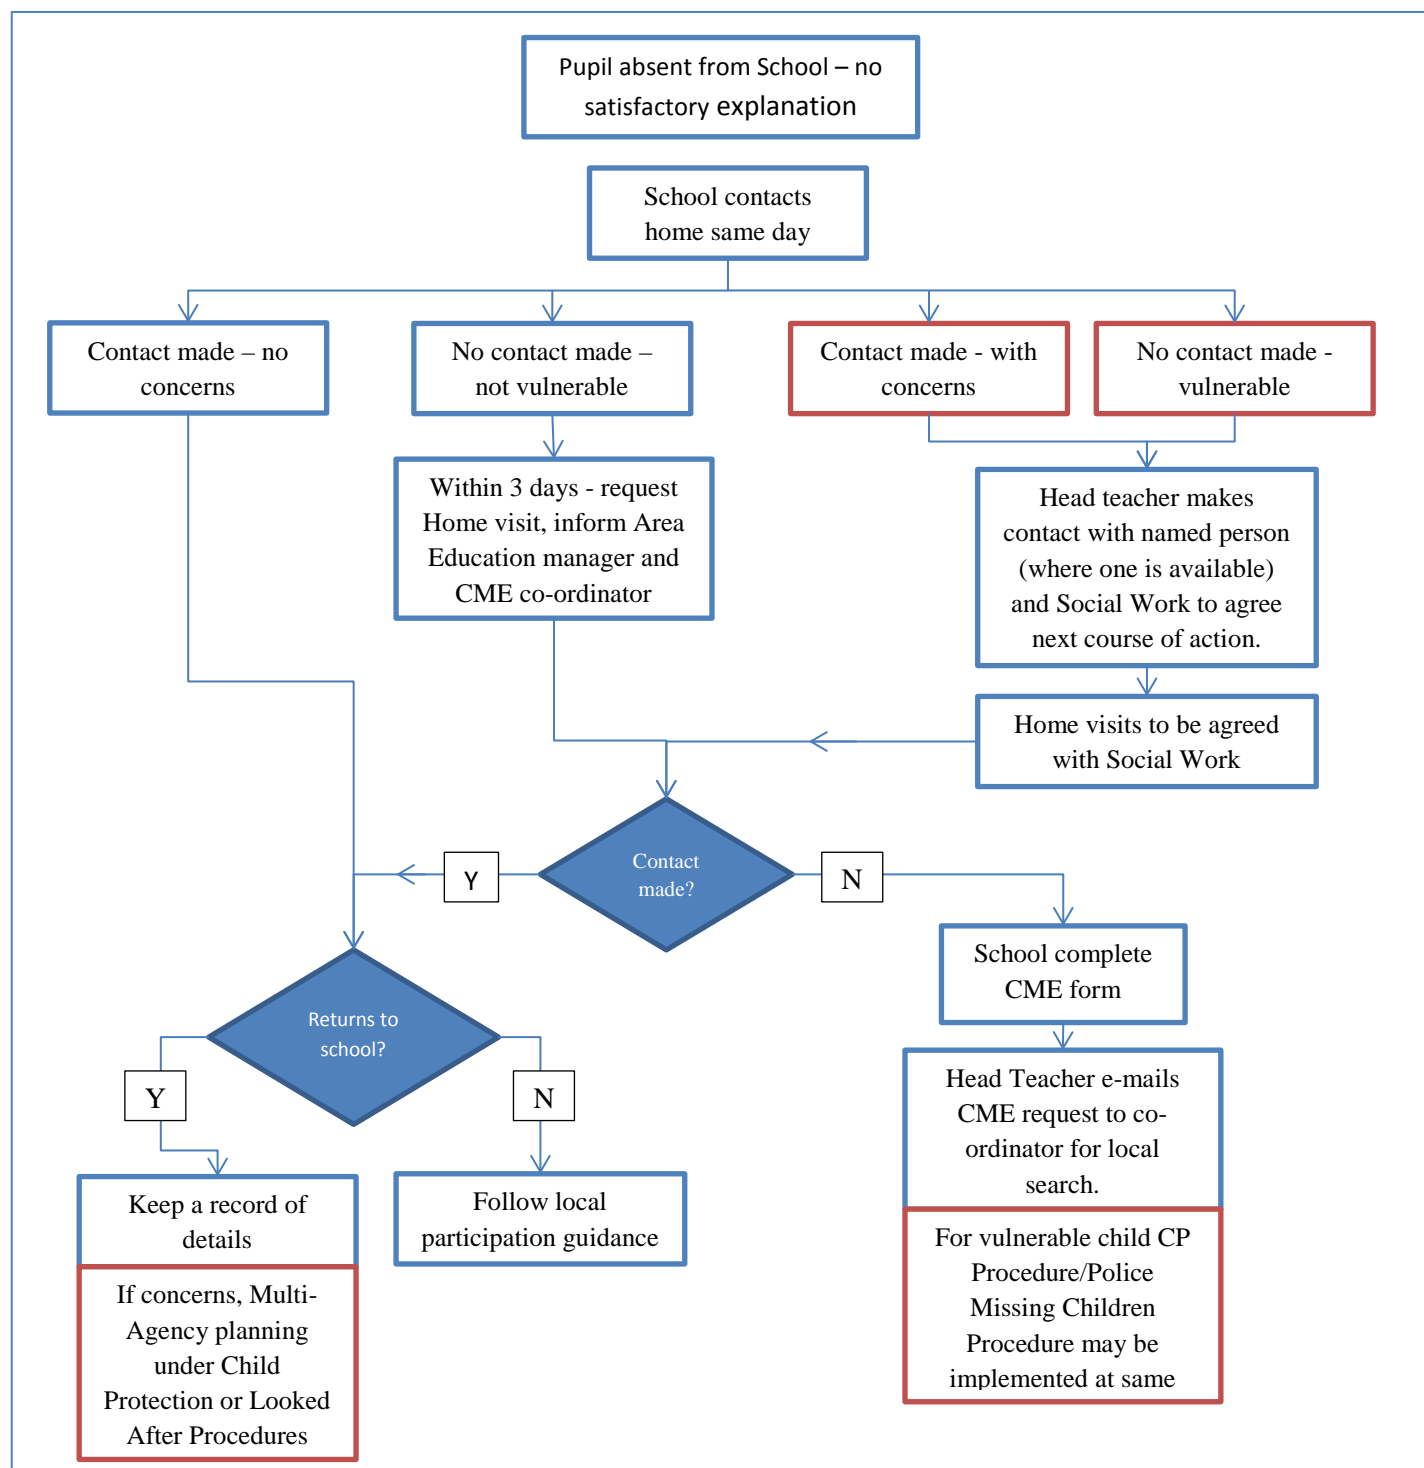 Pupil absent from School – no
satisfactory explanation
School contacts
home same day
Contact made – no
concerns
No contact made –
not vulnerable
Contact made - with
concerns
No contact made -
vulnerable
Within 3 days - request
Home visit, inform Area
Education manager and
CME co-ordinator
Head teacher makes
contact with named person
(where one is available)
and Social Work to agree
next course of action.
Home visits to be agreed
with Social Work
Contact
made?
Y
N
School complete
CME form
Returns to
school?
Y
N
Head Teacher e-mails
CME request to co-
ordinator for local
search.
Keep a record of
details
Follow local
participation guidance
For vulnerable child CP
Procedure/Police
Missing Children
Procedure may be
implemented at same
If concerns, Multi-
Agency planning
under Child
Protection or Looked
After Procedures